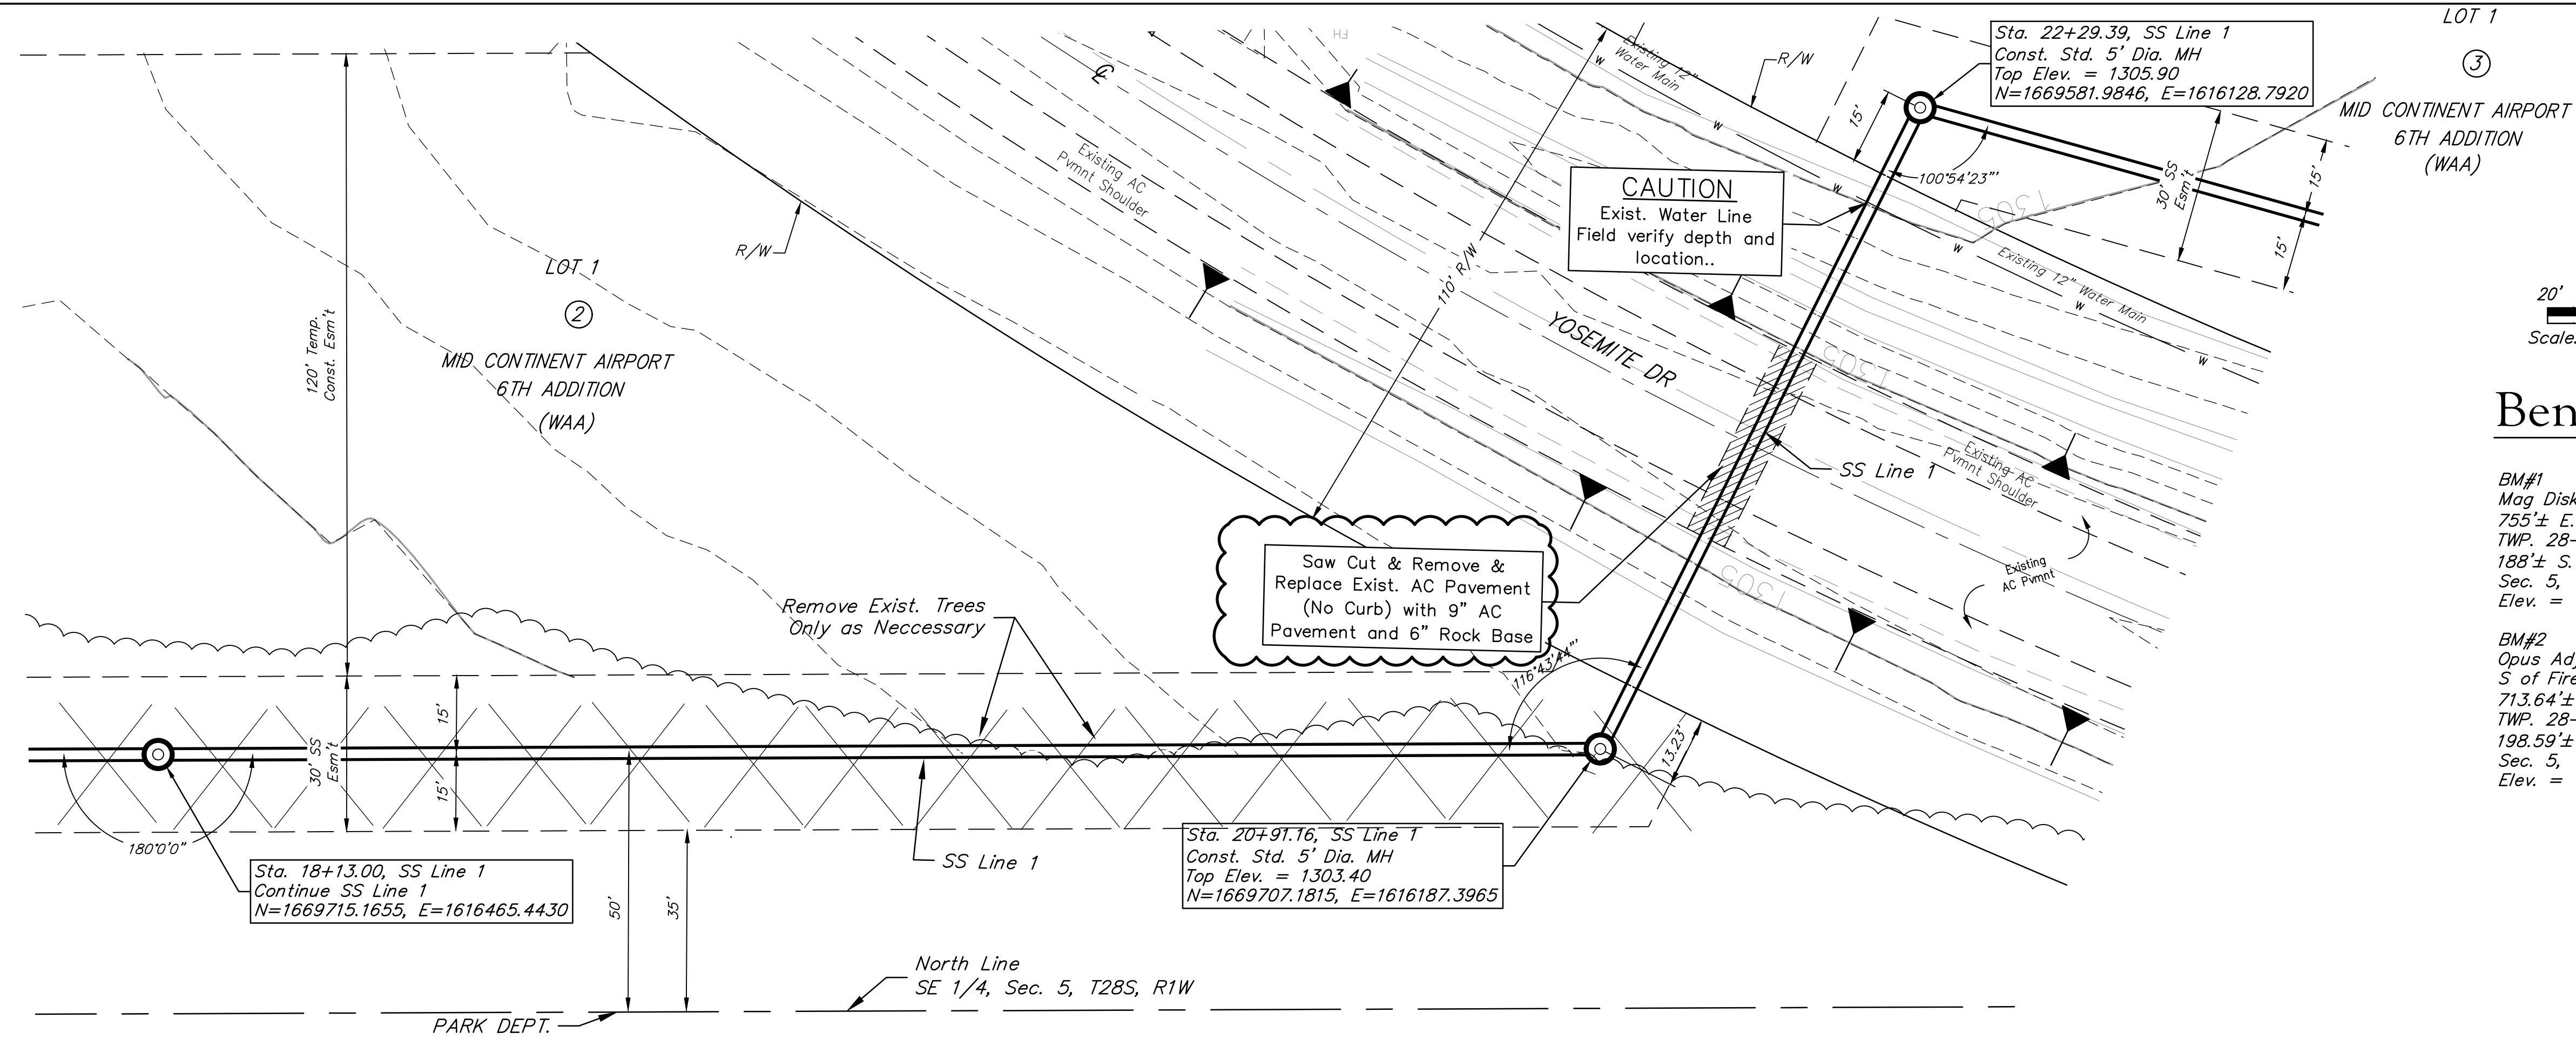 LOT 1
3
MID CONTINENT AIRPORT
6TH ADDITION
(WAA)
Sta. 22+29.39, SS Line 1
Const. Std. 5' Dia. MH
Top Elev. = 1305.90
N=1669581.9846, E=1616128.7920
FH
℄
Existing 12"
Water Main
W
R/W
15'
W
W
W
W
W
W
100°54'23"'
30' SS
Esm't
15'
15'
1305
CAUTION
Exist. Water Line
Field verify depth and
location..
Existing 12" Water Main
Existing AC
Pvmnt Shoulder
R/W
110' R/W
YOSEMITE DR
1305
Existing AC
Pvmnt Shoulder
SS Line 1
Existing
AC Pvmnt
1305
LOT 1
2
MID CONTINENT AIRPORT
6TH ADDITION
(WAA)
120' Temp.
Const. Esm't
Saw Cut & Remove &
Replace Exist. AC Pavement
(No Curb) with 9" AC
Pavement and 6" Rock Base
Remove Exist. Trees
Only as Neccessary
116°43'44"'
13.23'
15'
15'
30' SS
Esm't
180°0'0"
Sta. 18+13.00, SS Line 1
Continue SS Line 1
N=1669715.1655, E=1616465.4430
50'
35'
SS Line 1
Sta. 20+91.16, SS Line 1
Const. Std. 5' Dia. MH
Top Elev. = 1303.40
N=1669707.1815, E=1616187.3965
North Line
SE 1/4, Sec. 5, T28S, R1W
PARK DEPT.
20'
Scale:
Ben
BM#1
Mag Disk
755'± E.
TWP. 28-
188'± S.
Sec. 5,
Elev. =
BM#2
Opus Adj
S of Fire
713.64'±
TWP. 28-
198.59'±
Sec. 5,
Elev. =